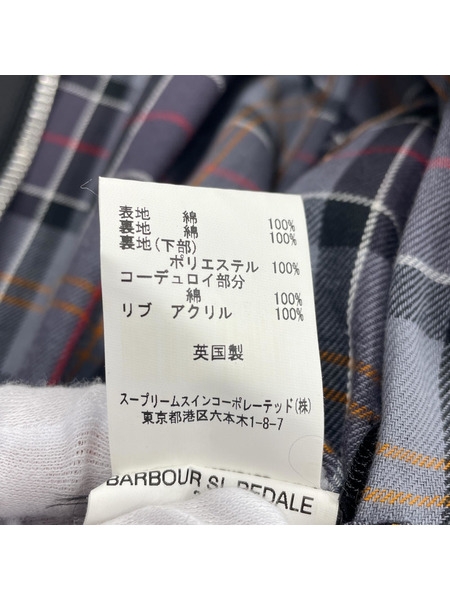 表地 綿 100%
裏地 綿 100%
裏地(下部)
ポリエステル 100%
コーデュロイ部分
綿 100%
リブ アクリル 100%
英国製
スープリームスインコーポレーテッド(株)
東京都港区六本木1-8-7
BARBOUR SL BEDALE